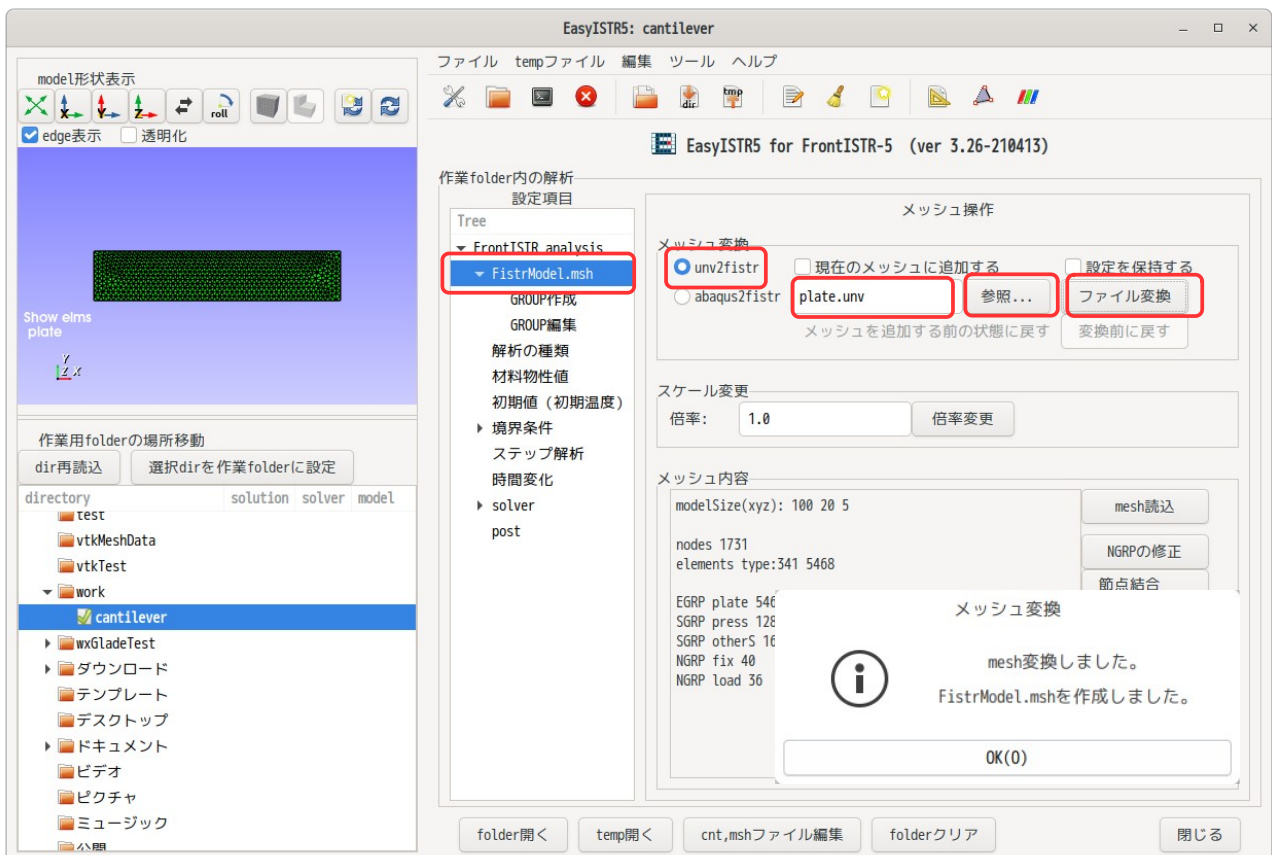 EasyISTR5: cantilever
model形状表示
X
Y
Z
roll
edge表示
透明化
Show elms
plate
Y
Z X
作業用folderの場所移動
dir再読込
選択dirを作業folderに設定
directory solution solver model
test
vtkMeshData
vtkTest
work
cantilever
wxGladeTest
ダウンロード
テンプレート
デスクトップ
ドキュメント
ビデオ
ピクチャ
ミュージック
公開
ファイル tempファイル 編集 ツール ヘルプ
dir
tmp
EasyISTR5 for FrontISTR-5 (ver 3.26-210413)
作業folder内の解析
設定項目
Tree
FrontISTR analysis
FistrModel.msh
GROUP作成
GROUP編集
解析の種類
材料物性値
初期値 (初期温度)
境界条件
ステップ解析
時間変化
solver
post
メッシュ操作
メッシュ変換
unv2fistr 現在のメッシュに追加する 設定を保持する
abaqus2fistr plate.unv 参照... ファイル変換
メッシュを追加する前の状態に戻す 変換前に戻す
スケール変更
倍率: 1.0 倍率変更
メッシュ内容
modelSize(xyz): 100 20 5
nodes 1731
elements type:341 5468
EGRP plate 546
SGRP press 128
SGRP otherS 16
NGRP fix 40
NGRP load 36
mesh読込
NGRPの修正
節点結合
メッシュ変換
mesh変換しました。
FistrModel.mshを作成しました。
OK(O)
folder開く temp開く cnt,mshファイル編集 folderクリア 閉じる